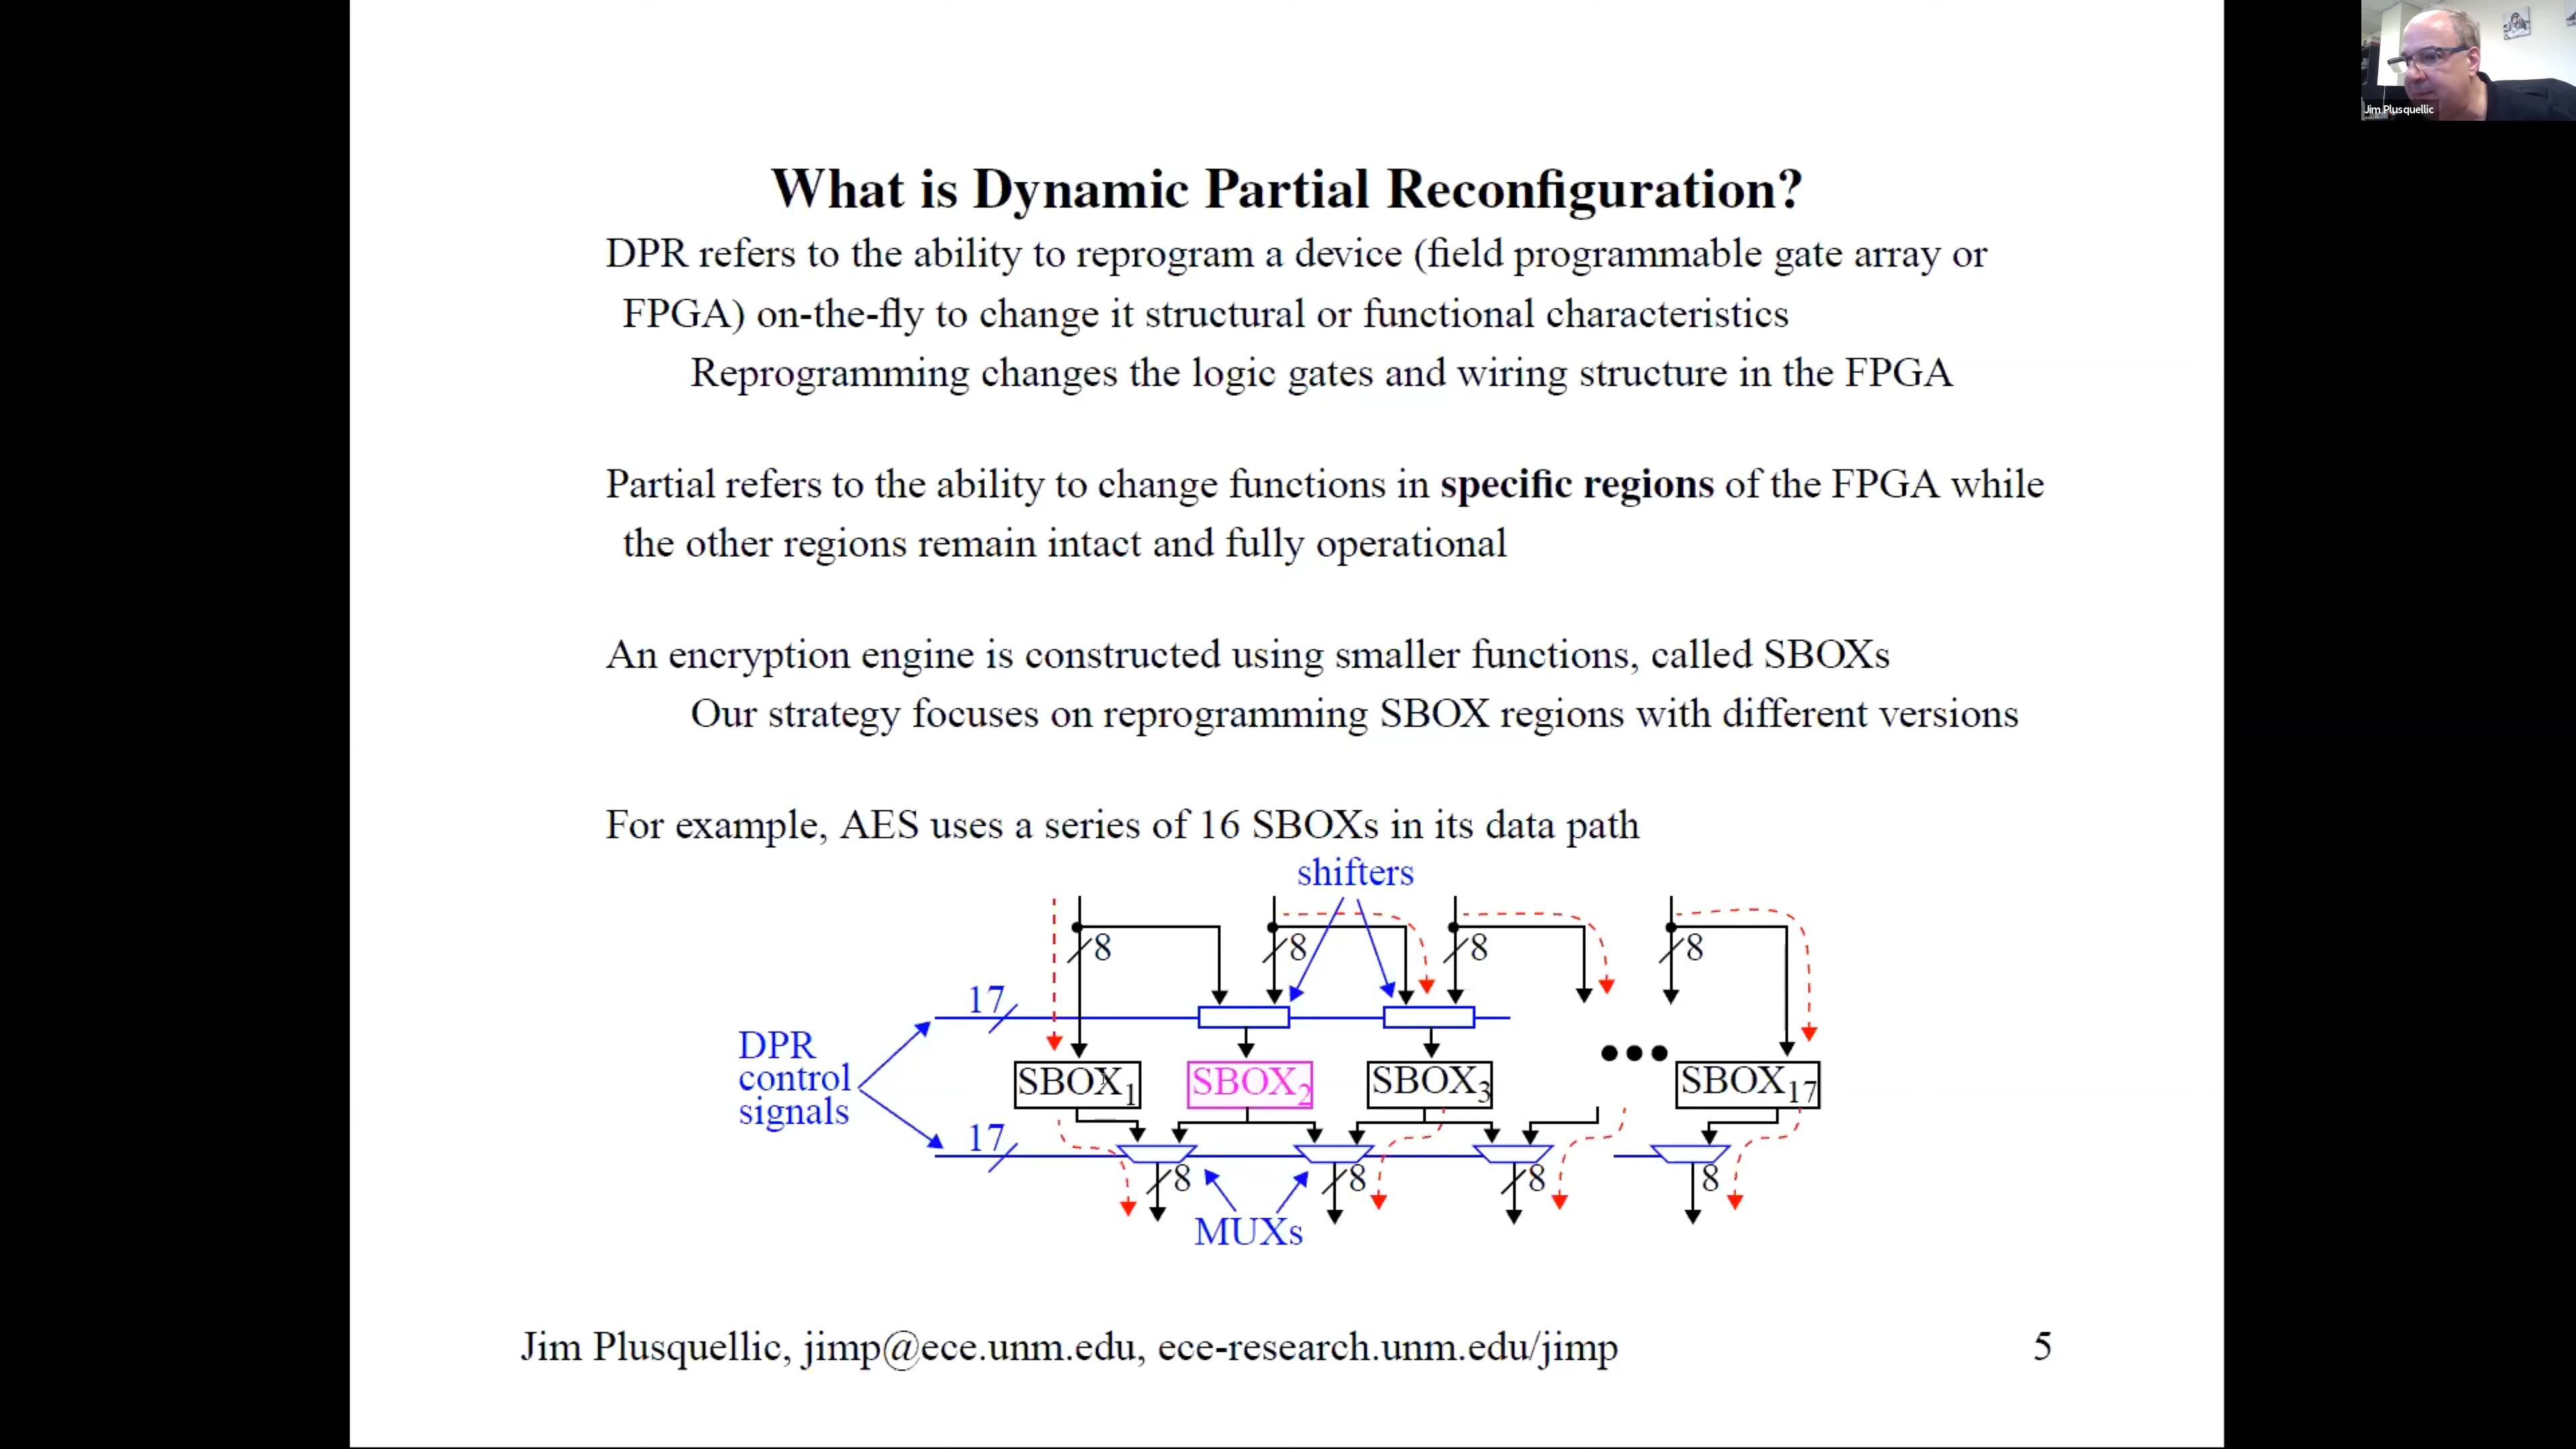 Jim Plusquellic
What is Dynamic Partial Reconfiguration?
DPR refers to the ability to reprogram a device (field programmable gate array or
FPGA) on-the-fly to change it structural or functional characteristics
Reprogramming changes the logic gates and wiring structure in the FPGA
Partial refers to the ability to change functions in specific regions of the FPGA while
the other regions remain intact and fully operational
An encryption engine is constructed using smaller functions, called SBOXs
Our strategy focuses on reprogramming SBOX regions with different versions
For example, AES uses a series of 16 SBOXs in its data path
shifters
8 8 8 8
17
DPR
control
signals
SBOX1 SBOX2 SBOX3 SBOX17
17
8 8 8 8
MUXs
Jim Plusquellic, jimp@ece.unm.edu, ece-research.unm.edu/jimp 5